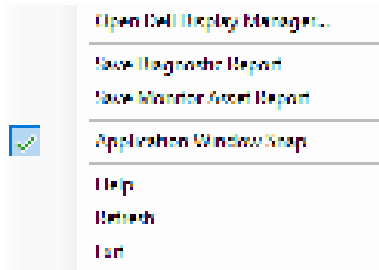 Open Dell Display Manager...
Save Diagnostic Report
Save Monitor Asset Report
Application Window Snap
Help
Refresh
Exit